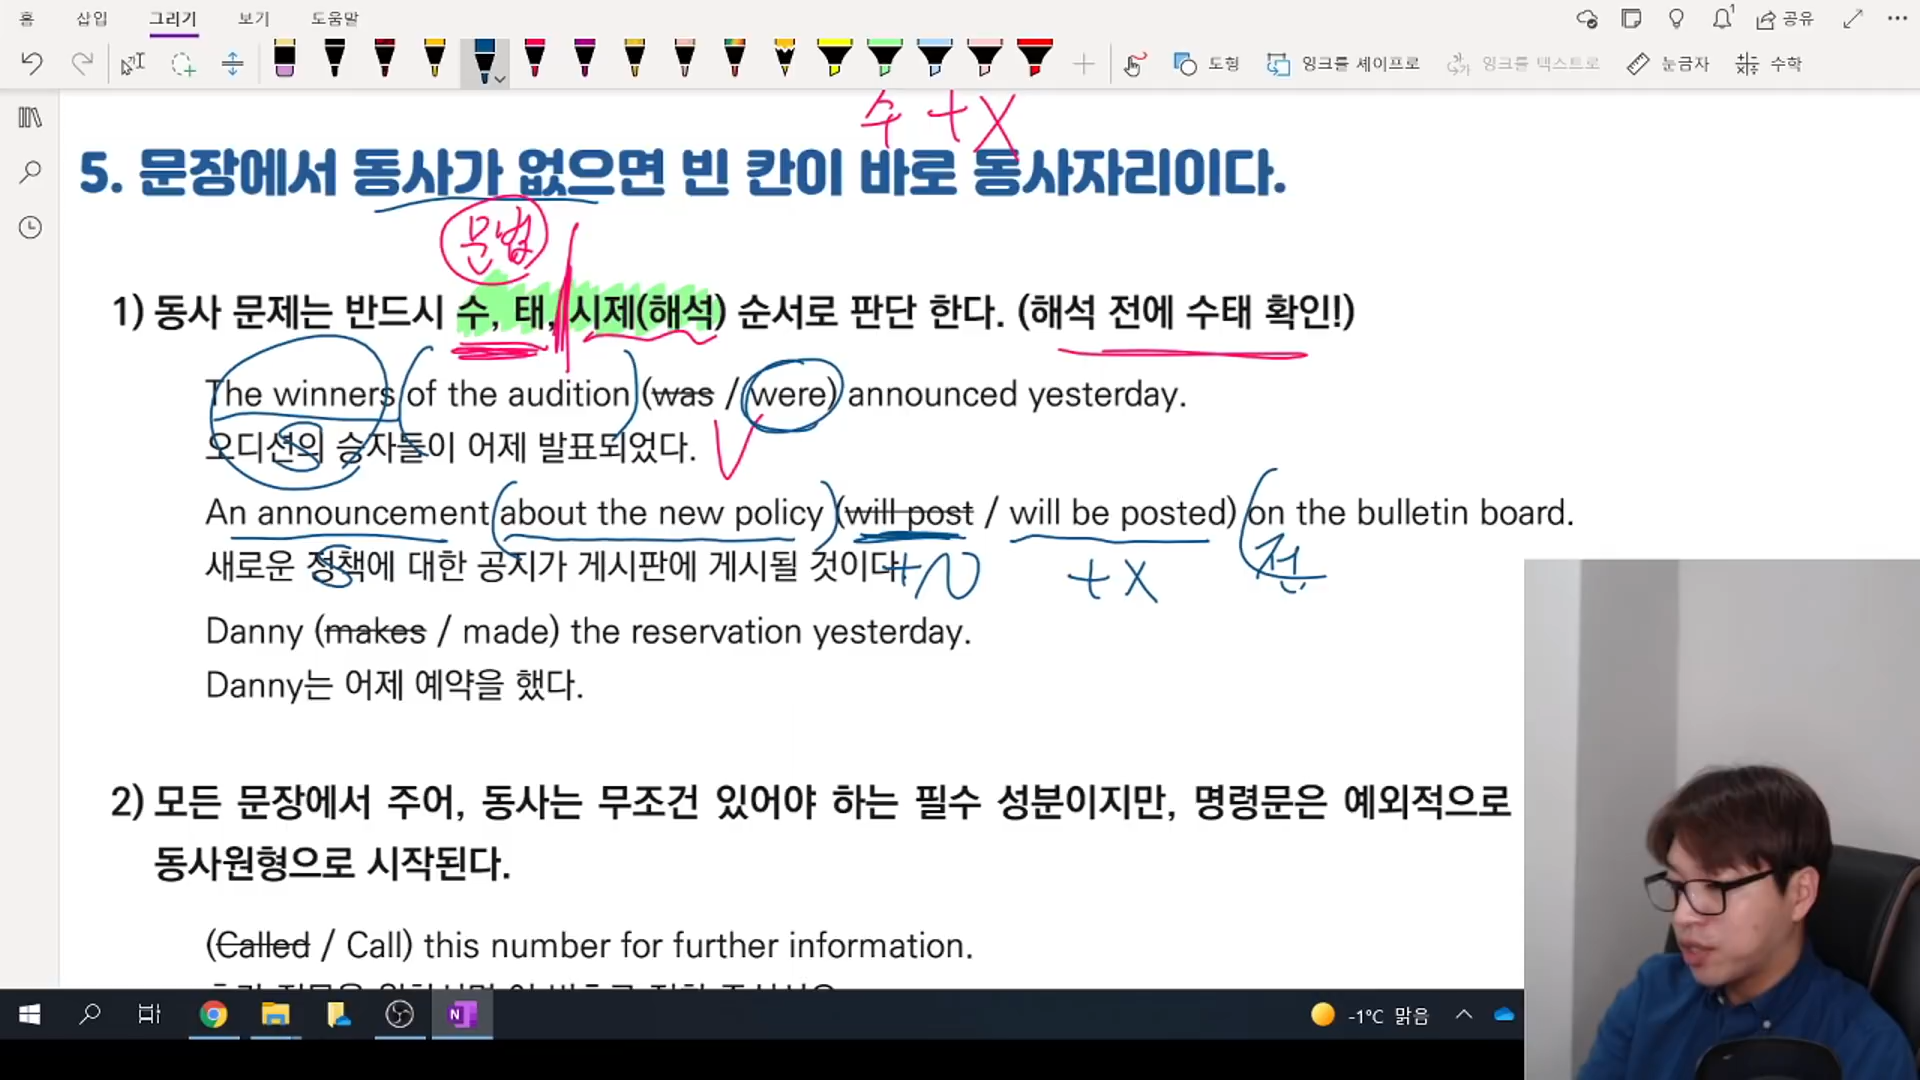 홈 삽입 그리기 보기 도움말 1 공유
도형 잉크를 셰이프로 잉크를 텍스트로 눈금자 수학
수 + X
5. 문장에서 동사가 없으면 빈 칸이 바로 동사자리이다.
문법
1) 동사 문제는 반드시 수, 태, 시제(해석) 순서로 판단 한다. (해석 전에 수태 확인!)
The winners of the audition (was / were) announced yesterday.
오디션의 승자들이 어제 발표되었다.
S
V
An announcement about the new policy (will post / will be posted) on the bulletin board.
새로운 정책에 대한 공지가 게시판에 게시될 것이다.
S +N +X 전
Danny (makes / made) the reservation yesterday.
Danny는 어제 예약을 했다.
2) 모든 문장에서 주어, 동사는 무조건 있어야 하는 필수 성분이지만, 명령문은 예외적으로
동사원형으로 시작된다.
(Called / Call) this number for further information.
N -1°C 맑음